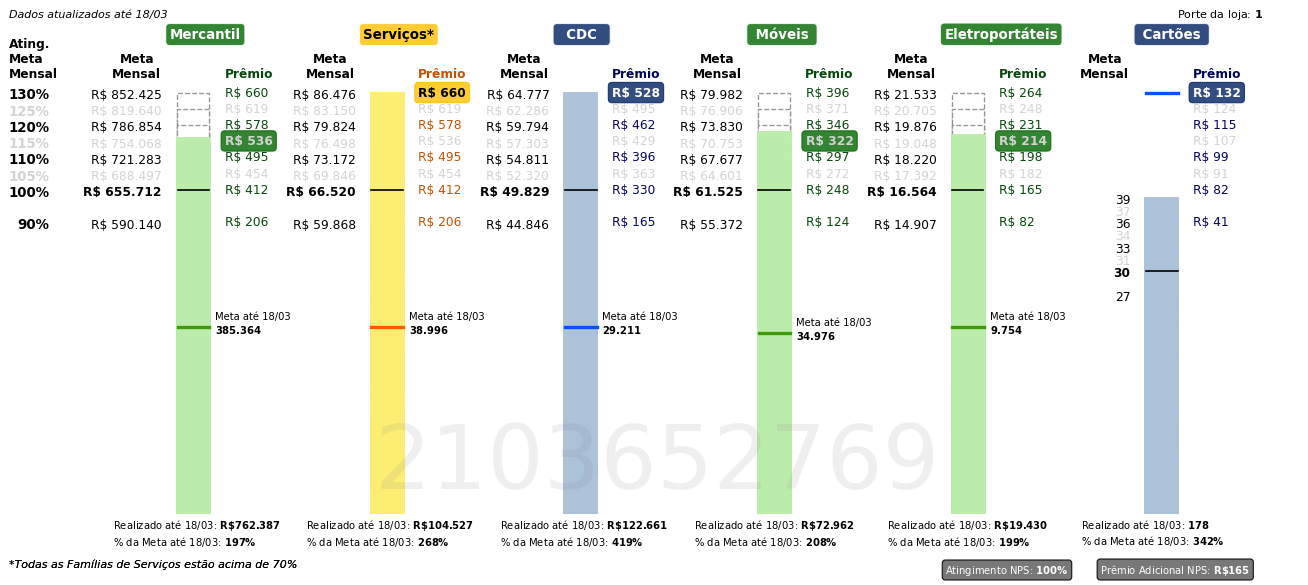 Dados atualizados até 18/03
Porte da loja: 1
Mercantil Serviços* CDC Móveis Eletroportáteis Cartões
Ating.
Meta Meta Meta Meta Meta Meta Meta
Mensal Mensal Prêmio Mensal Prêmio Mensal Prêmio Mensal Prêmio Mensal Prêmio Mensal Prêmio
130% R$ 852.425 R$ 660 R$ 86.476 R$ 660 R$ 64.777 R$ 528 R$ 79.982 R$ 396 R$ 21.533 R$ 264 R$ 132
125% R$ 819.640 R$ 619 R$ 83.150 R$ 619 R$ 62.286 R$ 495 R$ 76.906 R$ 371 R$ 20.705 R$ 248 R$ 124
120% R$ 786.854 R$ 578 R$ 79.824 R$ 578 R$ 59.794 R$ 462 R$ 73.830 R$ 346 R$ 19.876 R$ 231 R$ 115
115% R$ 754.068 R$ 536 R$ 76.498 R$ 536 R$ 57.303 R$ 429 R$ 70.753 R$ 322 R$ 19.048 R$ 214 R$ 107
110% R$ 721.283 R$ 495 R$ 73.172 R$ 495 R$ 54.811 R$ 396 R$ 67.677 R$ 297 R$ 18.220 R$ 198 R$ 99
105% R$ 688.497 R$ 454 R$ 69.846 R$ 454 R$ 52.320 R$ 363 R$ 64.601 R$ 272 R$ 17.392 R$ 182 R$ 91
100% R$ 655.712 R$ 412 R$ 66.520 R$ 412 R$ 49.829 R$ 330 R$ 61.525 R$ 248 R$ 16.564 R$ 165 R$ 82
39
37
90% R$ 590.140 R$ 206 R$ 59.868 R$ 206 R$ 44.846 R$ 165 R$ 55.372 R$ 124 R$ 14.907 R$ 82 36 R$ 41
34
33
31
30
27
Meta até 18/03 Meta até 18/03 Meta até 18/03 Meta até 18/03 Meta até 18/03
385.364 38.996 29.211 34.976 9.754
2103652769
Realizado até 18/03: R$762.387 Realizado até 18/03: R$104.527 Realizado até 18/03: R$122.661 Realizado até 18/03: R$72.962 Realizado até 18/03: R$19.430 Realizado até 18/03: 178
% da Meta até 18/03: 197% % da Meta até 18/03: 268% % da Meta até 18/03: 419% % da Meta até 18/03: 208% % da Meta até 18/03: 199% % da Meta até 18/03: 342%
*Todas as Famílias de Serviços estão acima de 70%
Atingimento NPS: 100% Prêmio Adicional NPS: R$165